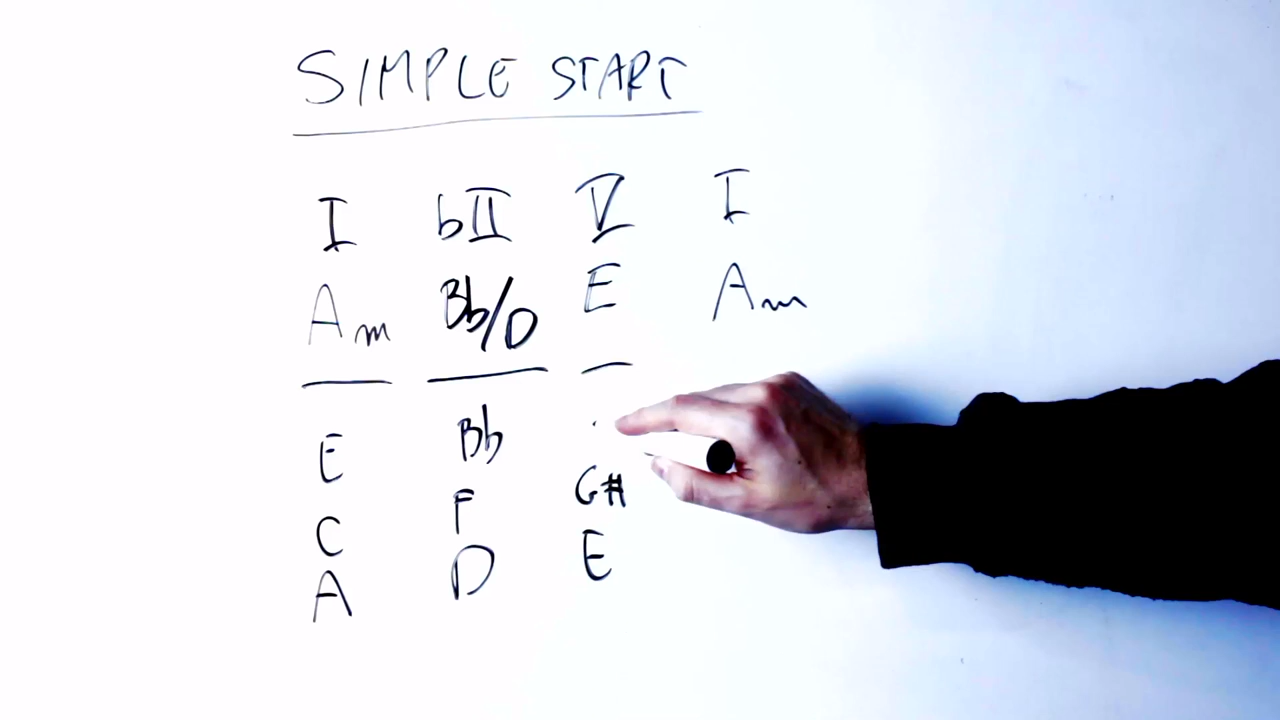 SIMPLE START
I bII V I
Am Bb/D E Am
E Bb
C F G#
A D E